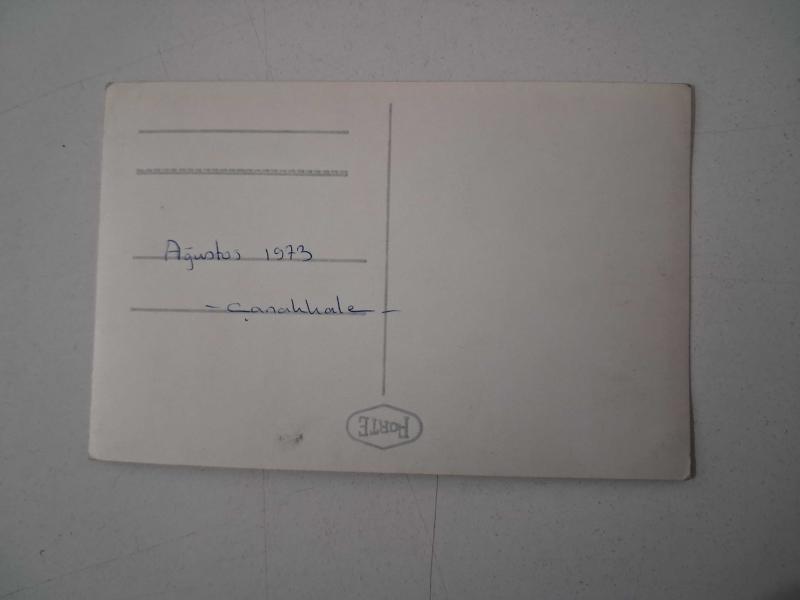 Ağustos 1973
- Çanakkale -
FORTE